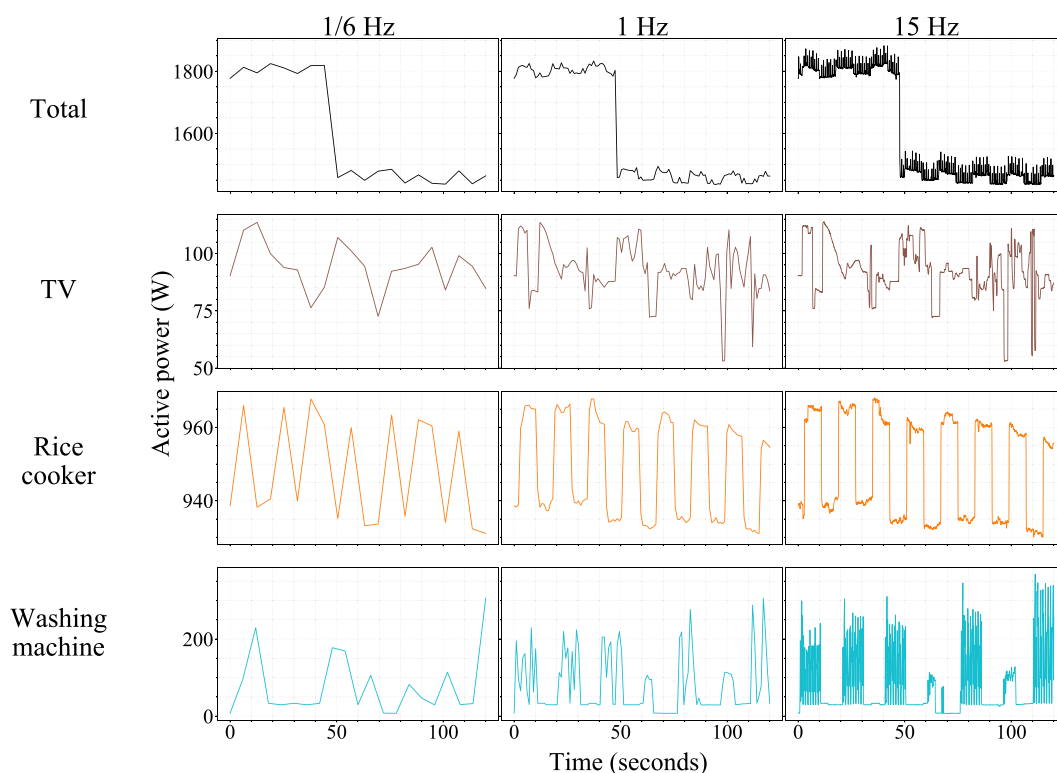 1/6 Hz 1 Hz 15 Hz
Total
1800
1600
TV
100
75
50
Active power (W)
Rice
cooker
960
940
Washing
machine
200
0
0 50 100 0 50 100 0 50 100
Time (seconds)